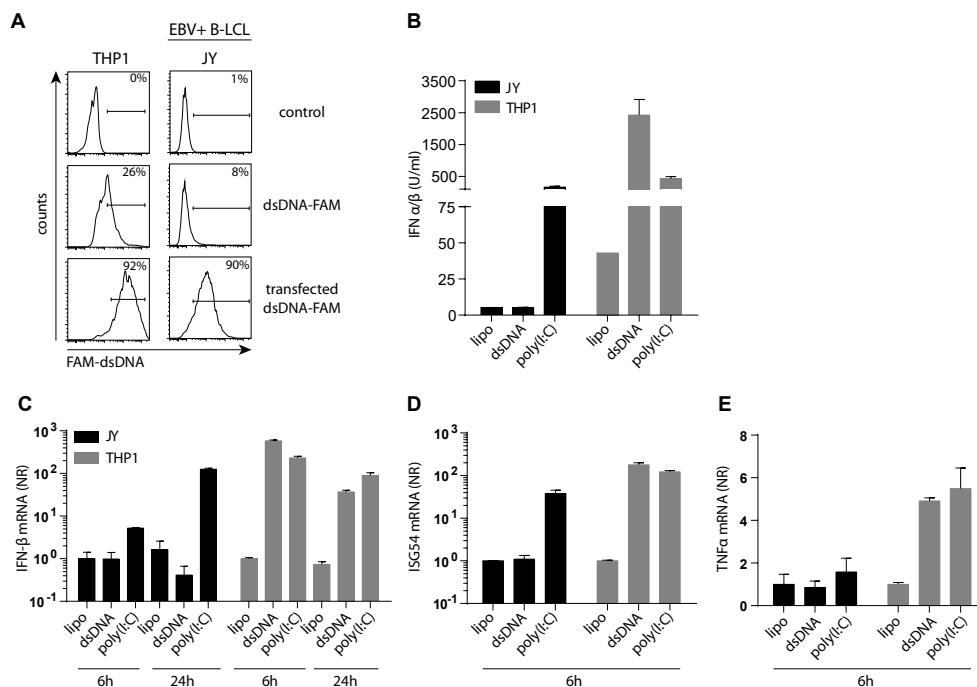 A
EBV+ B-LCL
THP1
JY
0%
1%
control
26%
8%
dsDNA-FAM
92%
90%
transfected
dsDNA-FAM
counts
FAM-dsDNA
B
JY
THP1
3500
2500
1500
500
75
50
25
0
IFN α/β (U/ml)
lipo
dsDNA
poly(I:C)
lipo
dsDNA
poly(I:C)
C
JY
THP1
10³
10²
10¹
10⁰
10⁻¹
IFN-β mRNA (NR)
lipo
dsDNA
poly(I:C)
lipo
dsDNA
poly(I:C)
lipo
dsDNA
poly(I:C)
lipo
dsDNA
poly(I:C)
6h
24h
6h
24h
D
10³
10²
10¹
10⁰
10⁻¹
ISG54 mRNA (NR)
lipo
dsDNA
poly(I:C)
lipo
dsDNA
poly(I:C)
6h
E
8
6
4
2
0
TNFα mRNA (NR)
lipo
dsDNA
poly(I:C)
lipo
dsDNA
poly(I:C)
6h